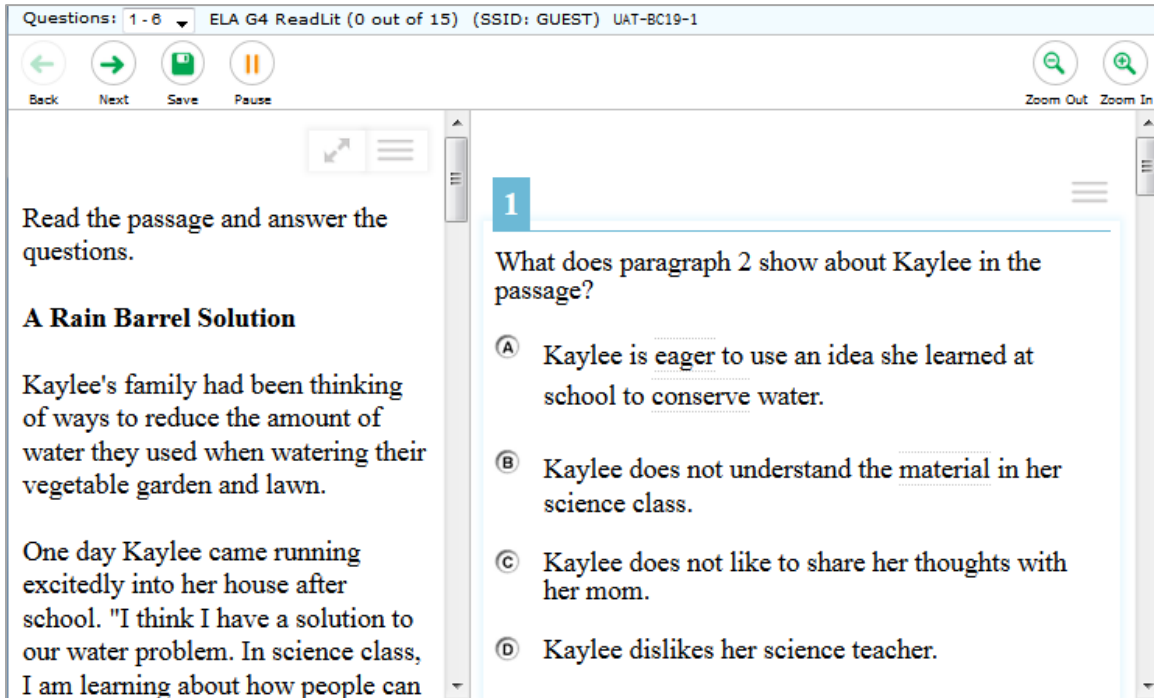 Questions: 1 - 6 ELA G4 ReadLit (0 out of 15) (SSID: GUEST) UAT-BC19-1
Back Next Save Pause Zoom Out Zoom In
Read the passage and answer the
questions.
A Rain Barrel Solution
Kaylee's family had been thinking
of ways to reduce the amount of
water they used when watering their
vegetable garden and lawn.
One day Kaylee came running
excitedly into her house after
school. "I think I have a solution to
our water problem. In science class,
I am learning about how people can
1
What does paragraph 2 show about Kaylee in the
passage?
A Kaylee is eager to use an idea she learned at
school to conserve water.
B Kaylee does not understand the material in her
science class.
C Kaylee does not like to share her thoughts with
her mom.
D Kaylee dislikes her science teacher.